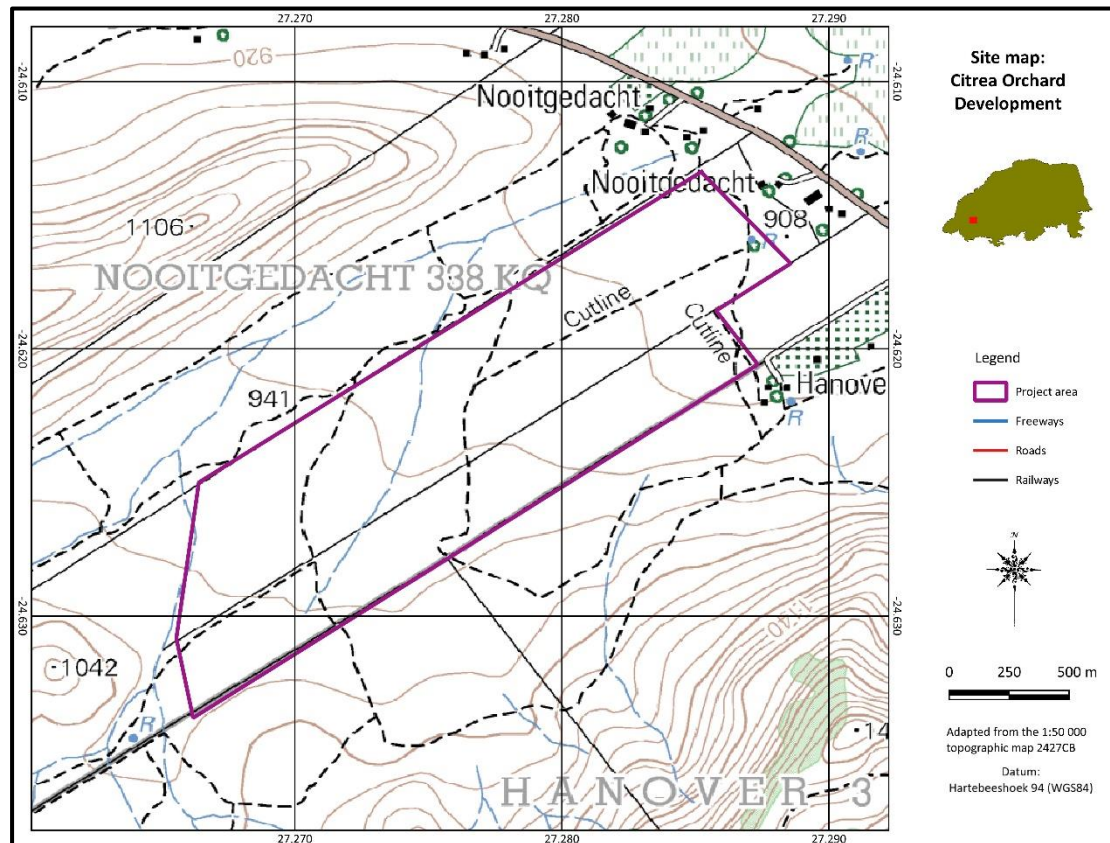 27.270
27.280
27.290
-24.610
-24.610
920
R
Nooitgedacht
R
Nooitgedacht
908
R
1106
NOOITGEDACHT 338 KQ
Cutline
Cutline
-24.620
-24.620
941
Hanove
R
-24.630
-24.630
1140
1042
R
14
HANOVER 3
27.270
27.280
27.290
Site map:
Citrea Orchard
Development
Legend
Project area
Freeways
Roads
Railways
N
0 250 500 m
Adapted from the 1:50 000
topographic map 2427CB
Datum:
Hartebeeshoek 94 (WGS84)